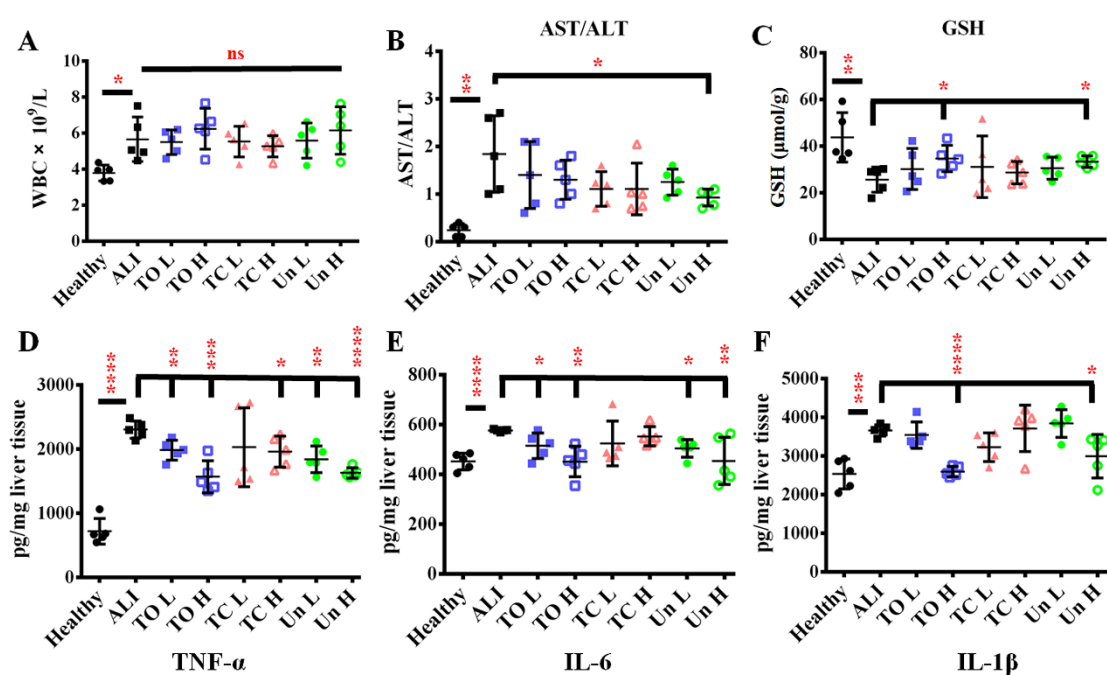 A
WBC × 10⁹/L
10
8
6
4
2
0
*
ns
Healthy
ALI
TO L
TO H
TC L
TC H
Un L
Un H
B
AST/ALT
AST/ALT
4
3
2
1
0
**
*
Healthy
ALI
TO L
TO H
TC L
TC H
Un L
Un H
C
GSH
GSH (μmol/g)
80
60
40
20
0
**
*
*
Healthy
ALI
TO L
TO H
TC L
TC H
Un L
Un H
D
pg/mg liver tissue
3000
2000
1000
0
****
**
***
*
**
****
Healthy
ALI
TO L
TO H
TC L
TC H
Un L
Un H
TNF-α
E
pg/mg liver tissue
800
600
400
200
0
****
*
**
*
**
Healthy
ALI
TO L
TO H
TC L
TC H
Un L
Un H
IL-6
F
pg/mg liver tissue
5000
4000
3000
2000
1000
0
***
****
*
Healthy
ALI
TO L
TO H
TC L
TC H
Un L
Un H
IL-1β